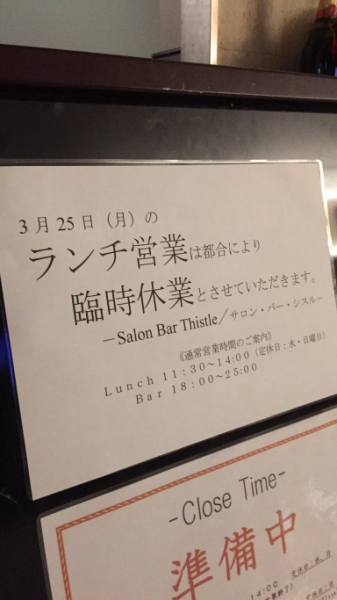 3月25日（月）の
ランチ営業は都合により
臨時休業とさせていただきます。
－Salon Bar Thistle／サロン・バー・シスル－
《通常営業時間のご案内》
Lunch 11:30～14:00（定休日：水・日曜日）
Bar 18:00～25:00
-Close Time-
準備中
14:00